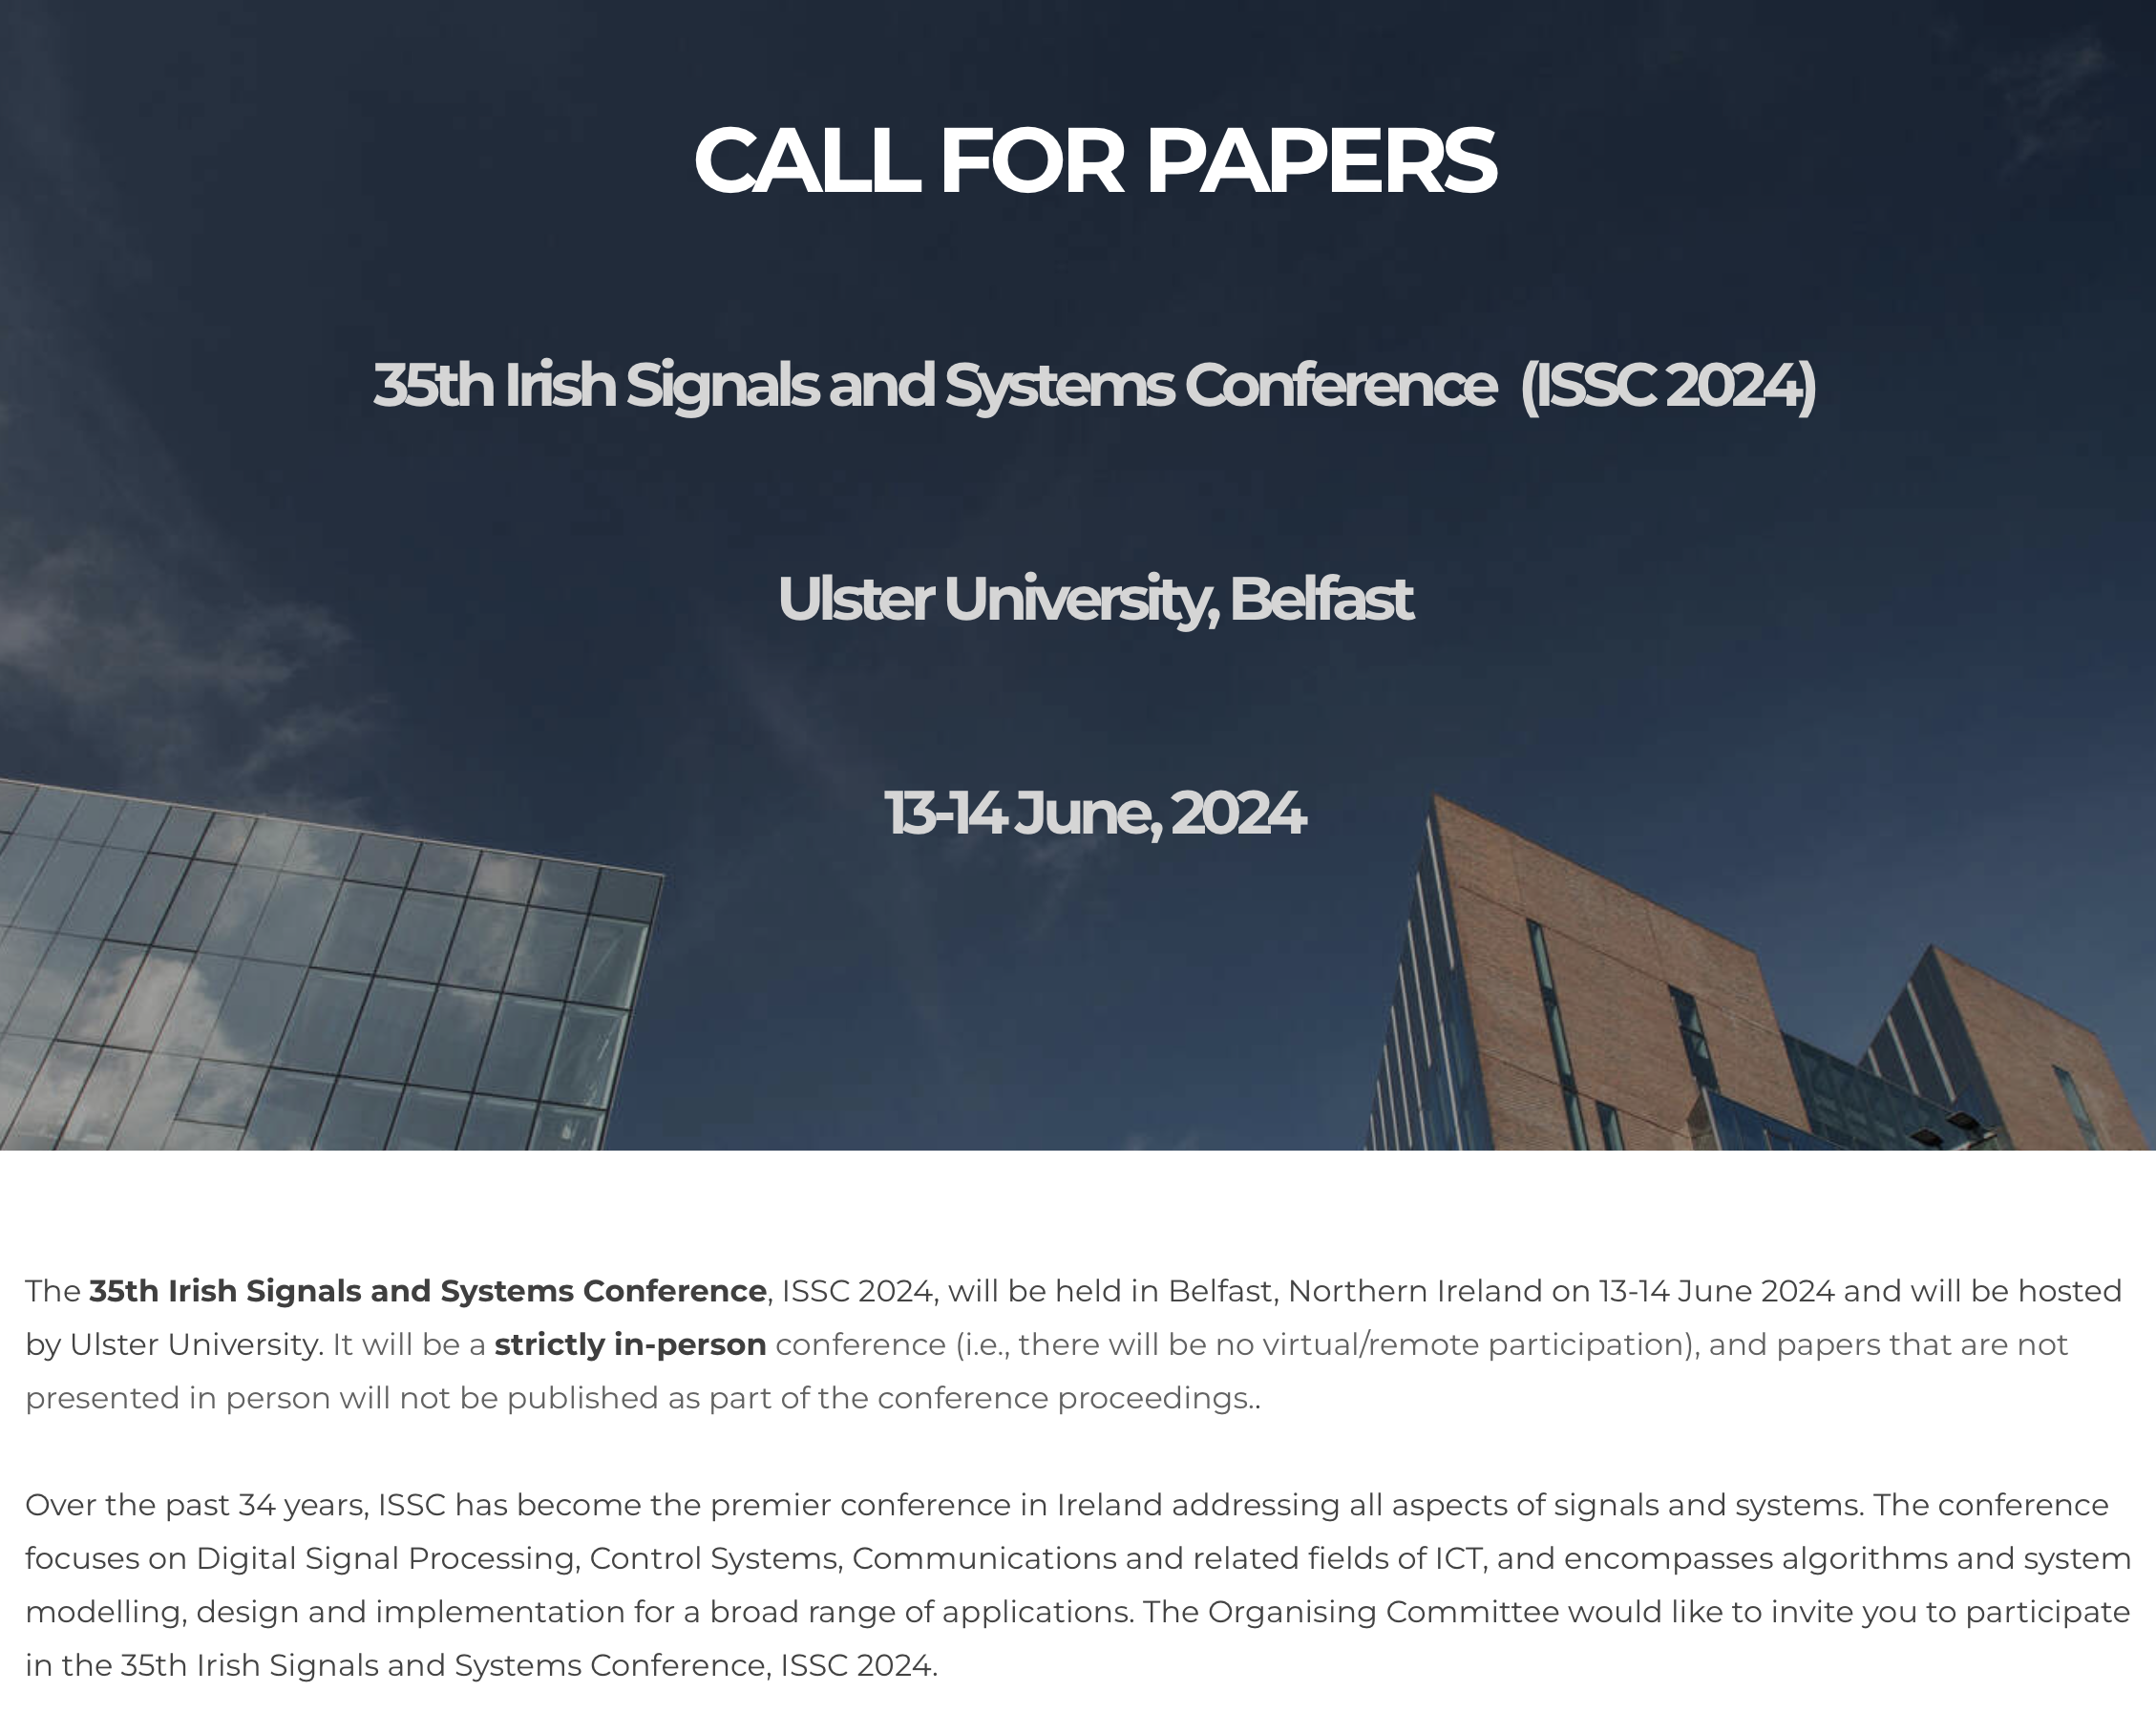 CALL FOR PAPERS
35th Irish Signals and Systems Conference (ISSC 2024)
Ulster University, Belfast
13-14 June, 2024
The 35th Irish Signals and Systems Conference, ISSC 2024, will be held in Belfast, Northern Ireland on 13-14 June 2024 and will be hosted
by Ulster University. It will be a strictly in-person conference (i.e., there will be no virtual/remote participation), and papers that are not
presented in person will not be published as part of the conference proceedings..
Over the past 34 years, ISSC has become the premier conference in Ireland addressing all aspects of signals and systems. The conference
focuses on Digital Signal Processing, Control Systems, Communications and related fields of ICT, and encompasses algorithms and system
modelling, design and implementation for a broad range of applications. The Organising Committee would like to invite you to participate
in the 35th Irish Signals and Systems Conference, ISSC 2024.